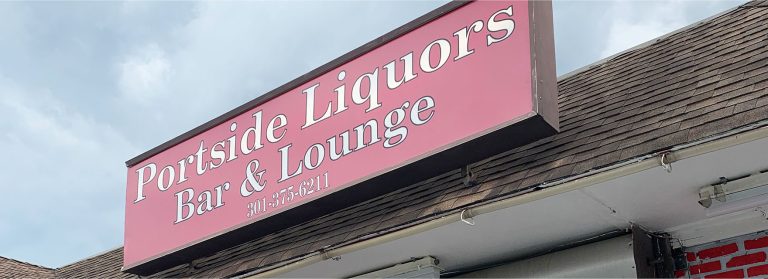 Portside Liquors
Bar & Lounge
301-375-6211